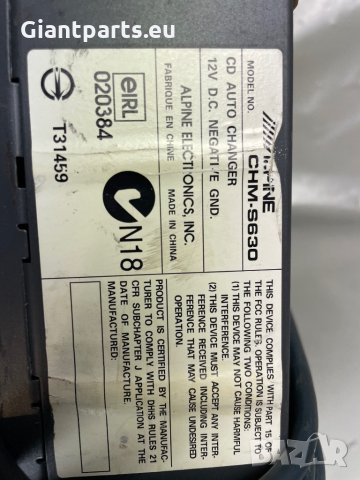 Giantparts.eu
MODEL NO.
ALPINE
CHM-S630
CD AUTO CHANGER
12V D.C. NEGATIVE GND.
ALPINE ELECTRONICS, INC.
FABRIQUE EN CHINE
MADE IN CHINA
eIRL
020384
T31459
N18
THIS DEVICE COMPLIES WITH PART 15 OF
THE FCC RULES. OPERATION IS SUBJECT TO
THE FOLLOWING TWO CONDITIONS:
(1) THIS DEVICE MAY NOT CAUSE HARMFUL
INTERFERENCE.
(2) THIS DEVICE MUST ACCEPT ANY INTER-
FERENCE RECEIVED INCLUDING INTER-
FERENCE THAT MAY CAUSE UNDESIRED
OPERATION.
PRODUCT IS CERTIFIED BY THE MANUFAC-
TURER TO COMPLY WITH DHHS RULES 21
CFR SUBCHAPTER J APPLICATION AT THE
DATE OF MANUFACTURE.
bazar